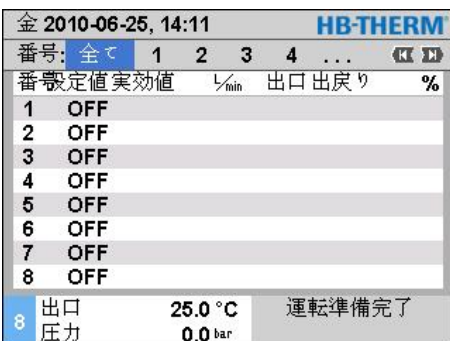 金 2010-06-25, 14:11 HB-THERM
番号: 全て 1 2 3 4 ...
番号 設定値 実効値 L/min 出口 出戻り %
1 OFF
2 OFF
3 OFF
4 OFF
5 OFF
6 OFF
7 OFF
8 OFF
8 出口 25.0 °C 運転準備完了
圧力 0.0 bar